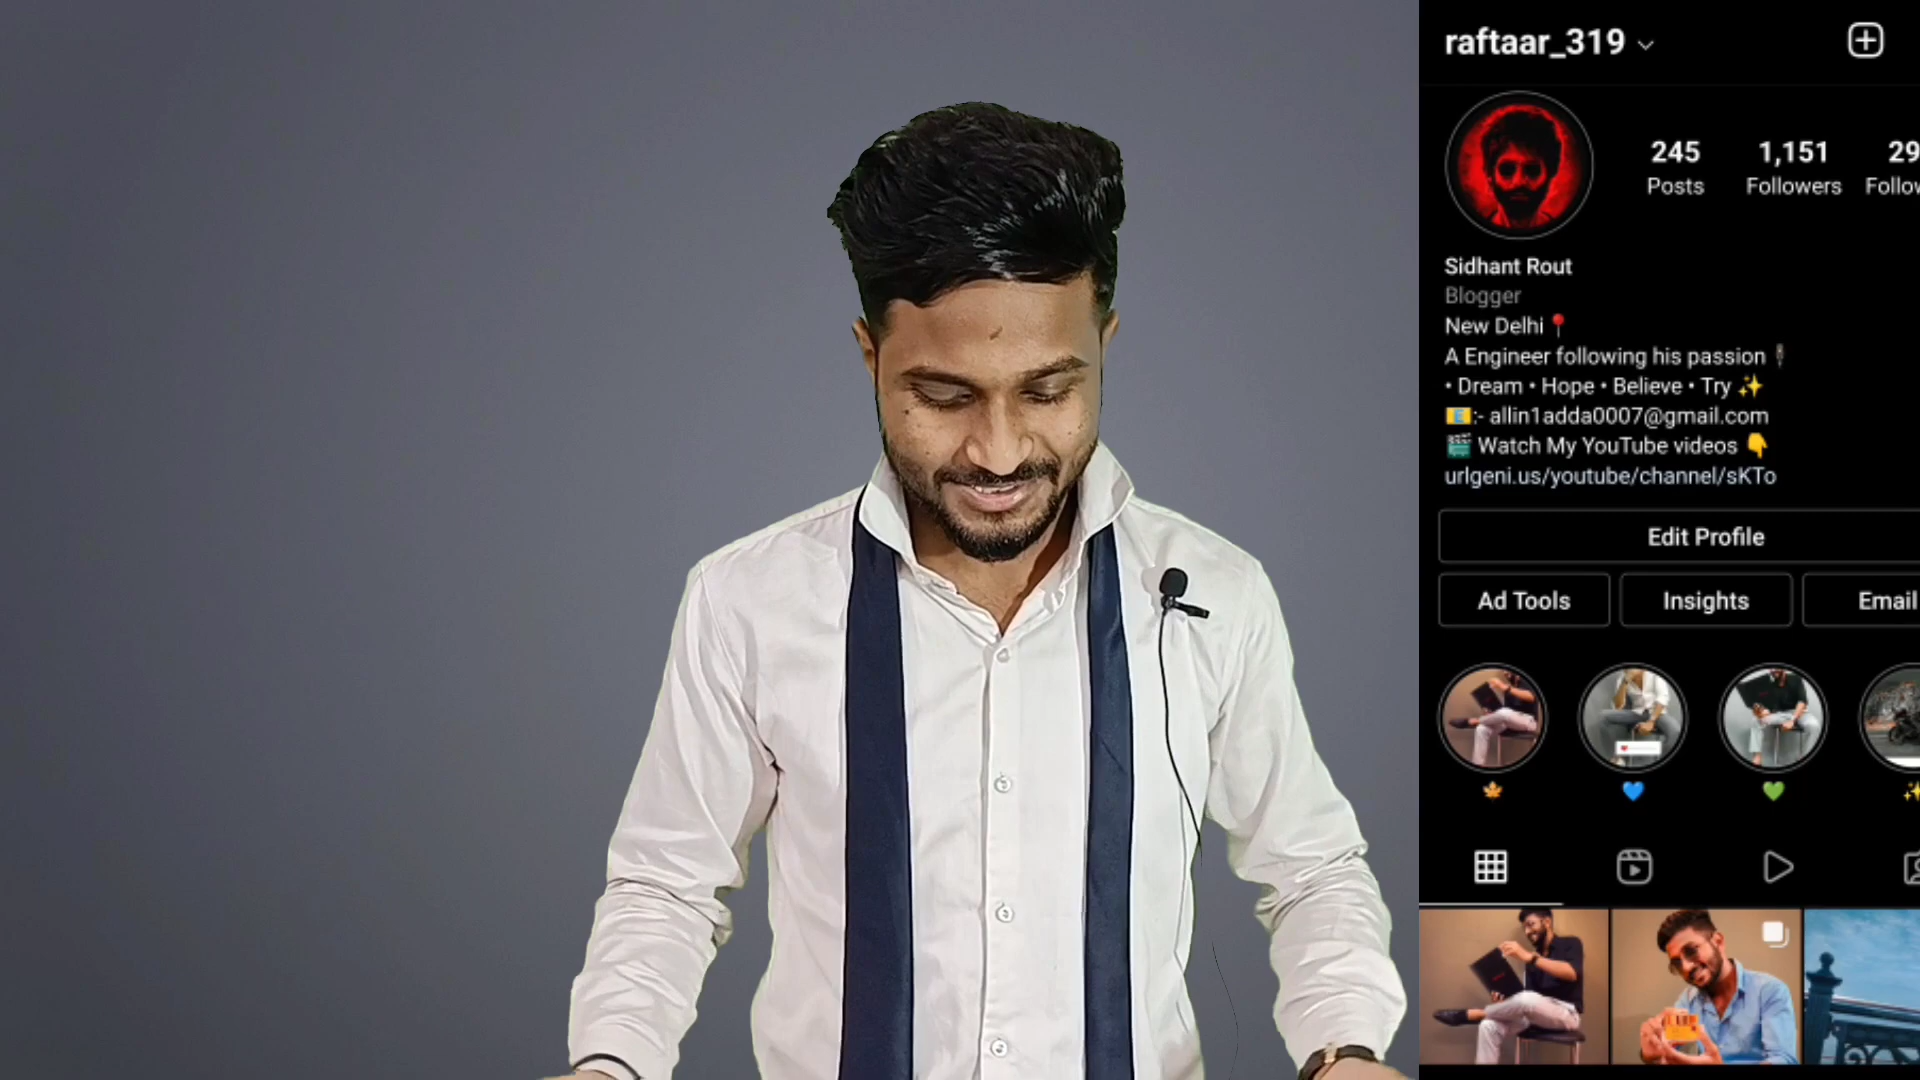 raftaar_319
245 1,151 29
Posts Followers Follow
Sidhant Rout
Blogger
New Delhi📍
A Engineer following his passion 🕴
• Dream • Hope • Believe • Try ✨
📧:- allin1adda0007@gmail.com
🎬 Watch My YouTube videos 👇
urlgeni.us/youtube/channel/sKTo
Edit Profile
Ad Tools Insights Email